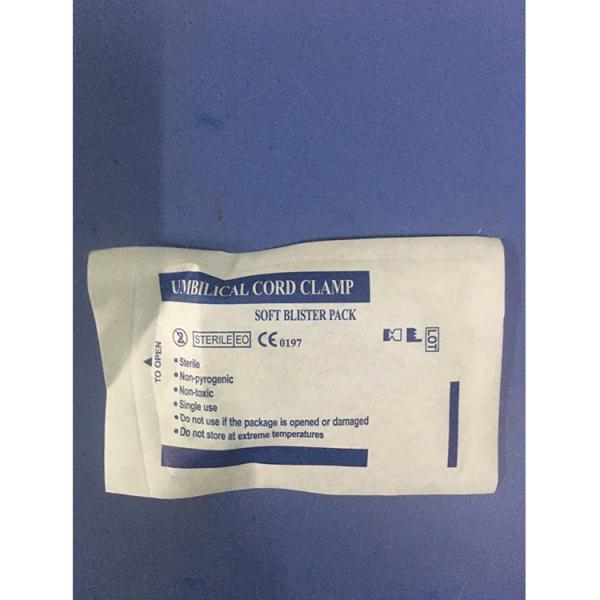 UMBILICAL CORD CLAMP
SOFT BLISTER PACK
2 STERILE EO CE 0197
LOT
TO OPEN
•Sterile
•Non-pyrogenic
•Non-toxic
•Single use
•Do not use if the package is opened or damaged
•Do not store at extreme temperatures